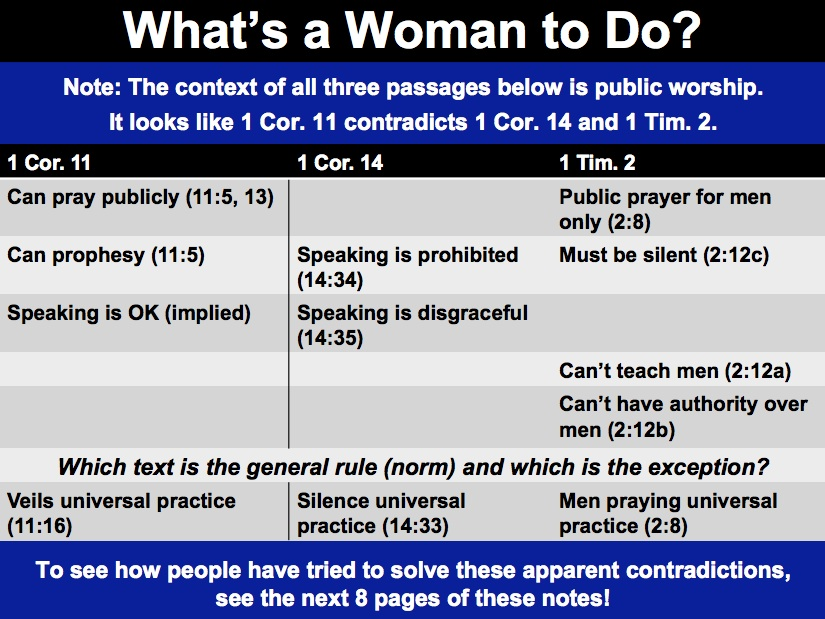 What's a Woman to Do?
Note: The context of all three passages below is public worship.
It looks like 1 Cor. 11 contradicts 1 Cor. 14 and 1 Tim. 2.
1 Cor. 11
1 Cor. 14
1 Tim. 2
Can pray publicly (11:5, 13)
Public prayer for men
only (2:8)
Can prophesy (11:5)
Speaking is prohibited
(14:34)
Must be silent (2:12c)
Speaking is OK (implied)
Speaking is disgraceful
(14:35)
Can't teach men (2:12a)
Can't have authority over
men (2:12b)
Which text is the general rule (norm) and which is the exception?
Veils universal practice
(11:16)
Silence universal
practice (14:33)
Men praying universal
practice (2:8)
To see how people have tried to solve these apparent contradictions,
see the next 8 pages of these notes!